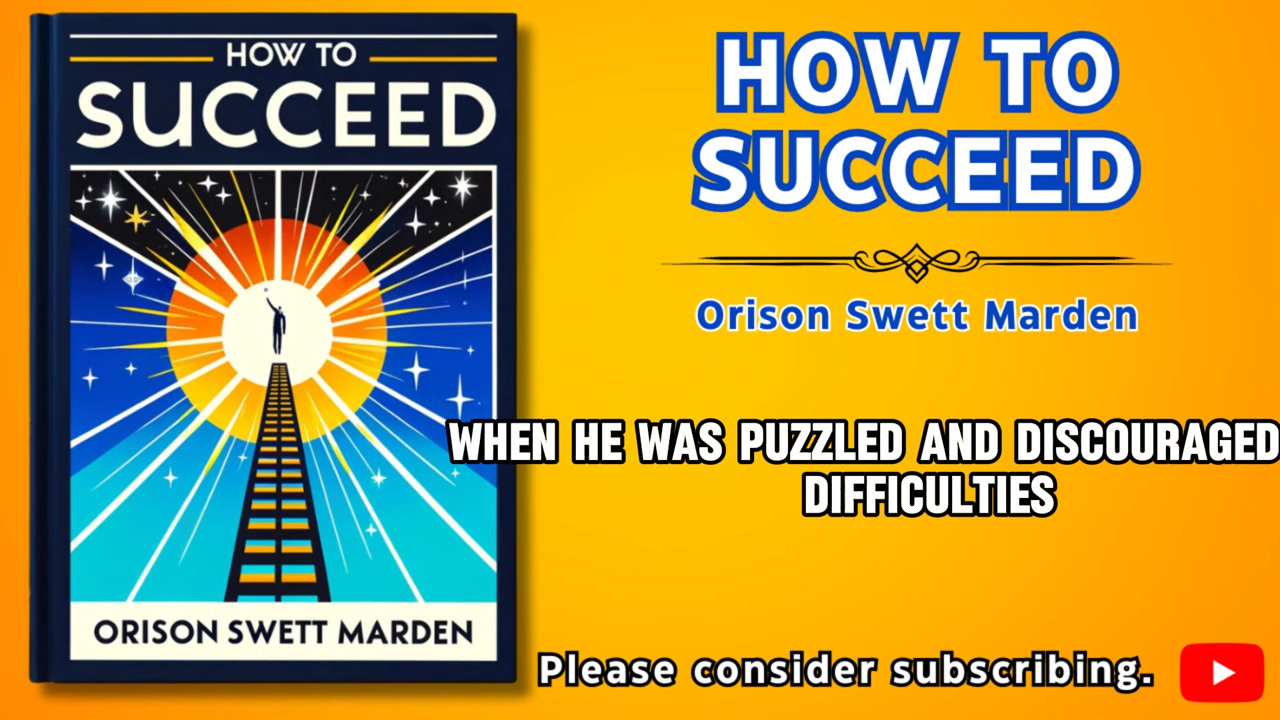 HOW TO
SUCCEED
ORISON SWETT MARDEN
HOW TO
SUCCEED
Orison Swett Marden
WHEN HE WAS PUZZLED AND DISCOURAGED
DIFFICULTIES
Please consider subscribing.